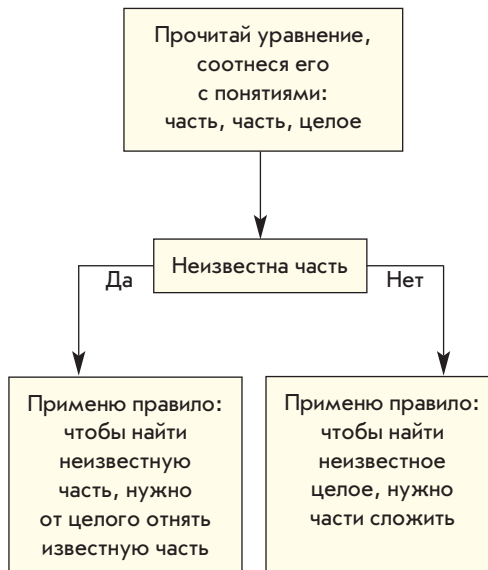 Прочитай уравнение,
соотнеся его
с понятиями:
часть, часть, целое
Неизвестна часть
Да
Нет
Применю правило:
чтобы найти
неизвестную
часть, нужно
от целого отнять
известную часть
Применю правило:
чтобы найти
неизвестное
целое, нужно
части сложить